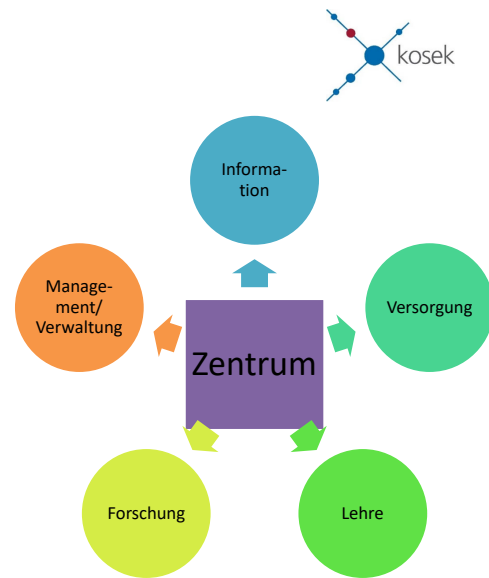 kosek
Informa-
tion
Manage-
ment/
Verwaltung
Versorgung
Zentrum
Forschung
Lehre